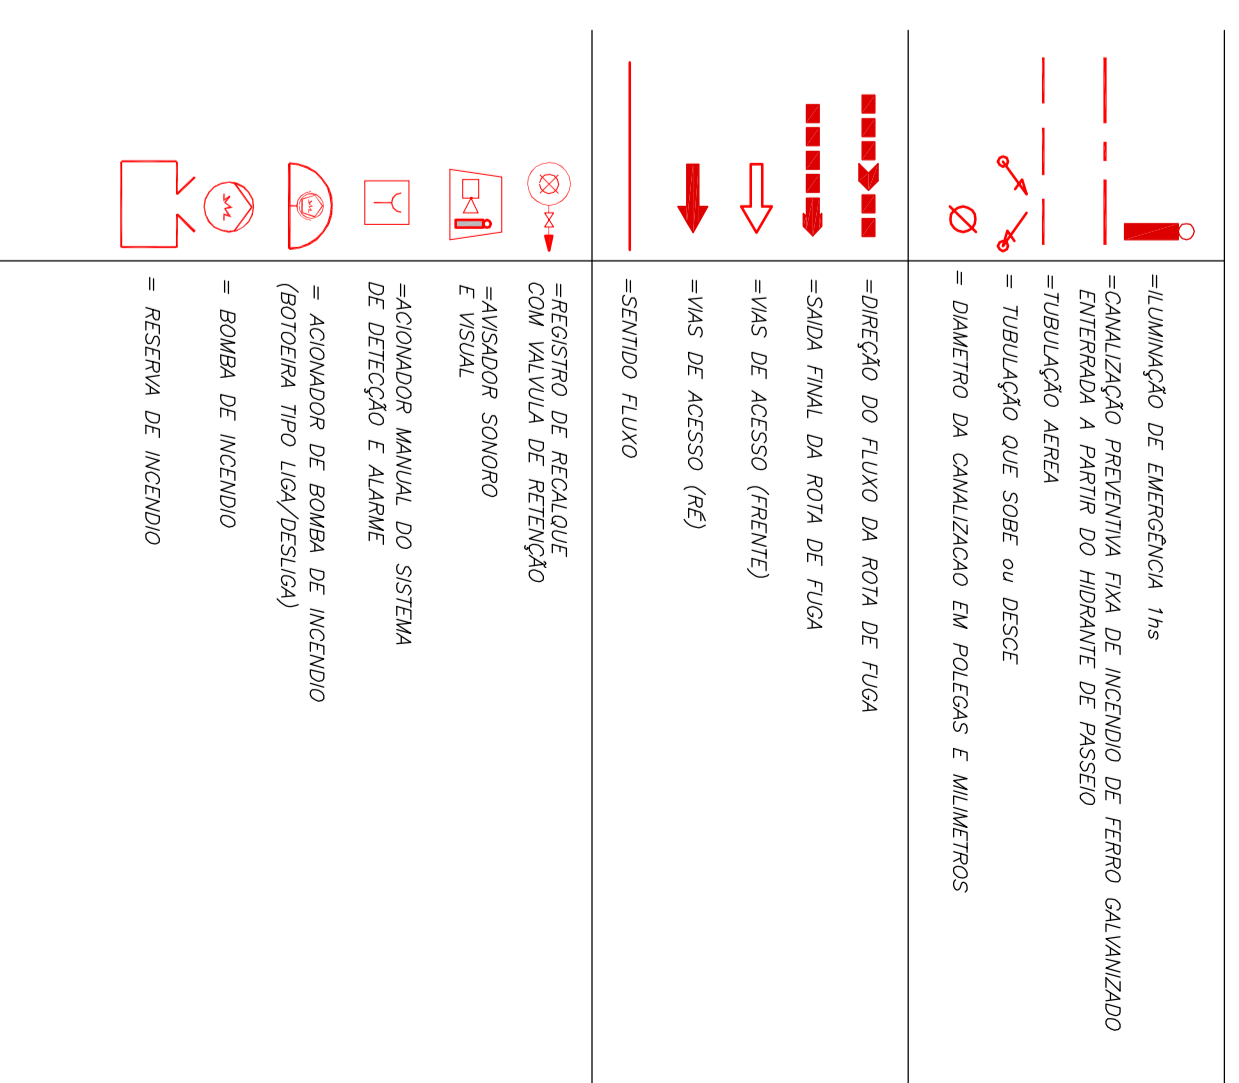 =ILUMINAÇÃO DE EMERGÊNCIA 1hs
=CANALIZAÇÃO PREVENTIVA FIXA DE INCENDIO DE FERRO GALVANIZADO
ENTERRADA A PARTIR DO HIDRANTE DE PASSEIO
=TUBULAÇÃO AEREA
= TUBULAÇÃO QUE SOBE ou DESCE
= DIAMETRO DA CANALIZACAO EM POLEGAS E MILIMETROS
=DIREÇÃO DO FLUXO DA ROTA DE FUGA
=SAIDA FINAL DA ROTA DE FUGA
=VIAS DE ACESSO (FRENTE)
=VIAS DE ACESSO (RÉ)
=SENTIDO FLUXO
=REGISTRO DE RECALQUE
COM VALVULA DE RETENÇÃO
=AVISADOR SONORO
E VISUAL
=ACIONADOR MANUAL DO SISTEMA
DE DETECÇÃO E ALARME
= ACIONADOR DE BOMBA DE INCENDIO
(BOTOEIRA TIPO LIGA/DESLIGA)
= BOMBA DE INCENDIO
= RESERVA DE INCENDIO